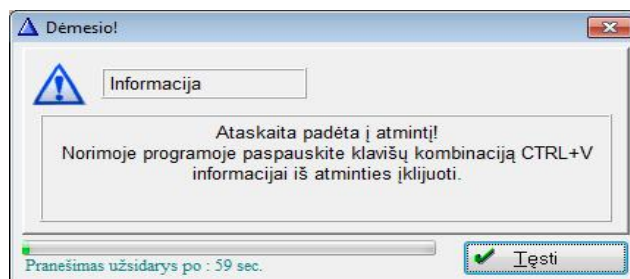 Dėmesio!
Informacija
Ataskaita padėta į atmintį!
Norimoje programoje paspauskite klavišų kombinaciją CTRL+V
informacijai iš atminties įklijuoti.
Pranešimas užsidarys po : 59 sec.
Tęsti